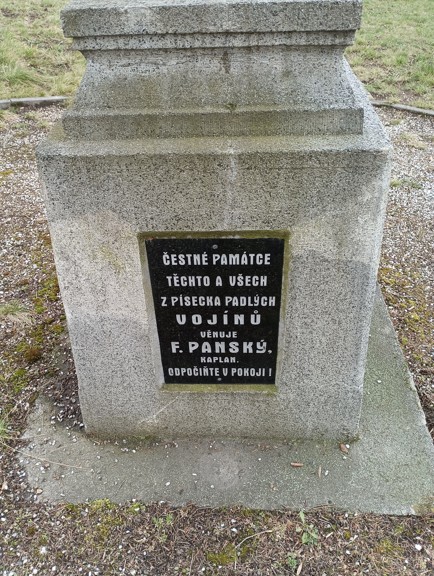 ČESTNÉ PAMÁTCE
TĚCHTO A VŠECH
Z PÍSECKA PADLÝCH
VOJÍNŮ
VĚNUJE
F. PANSKÝ,
KAPLAN.
ODPOČIŇTE V POKOJI!